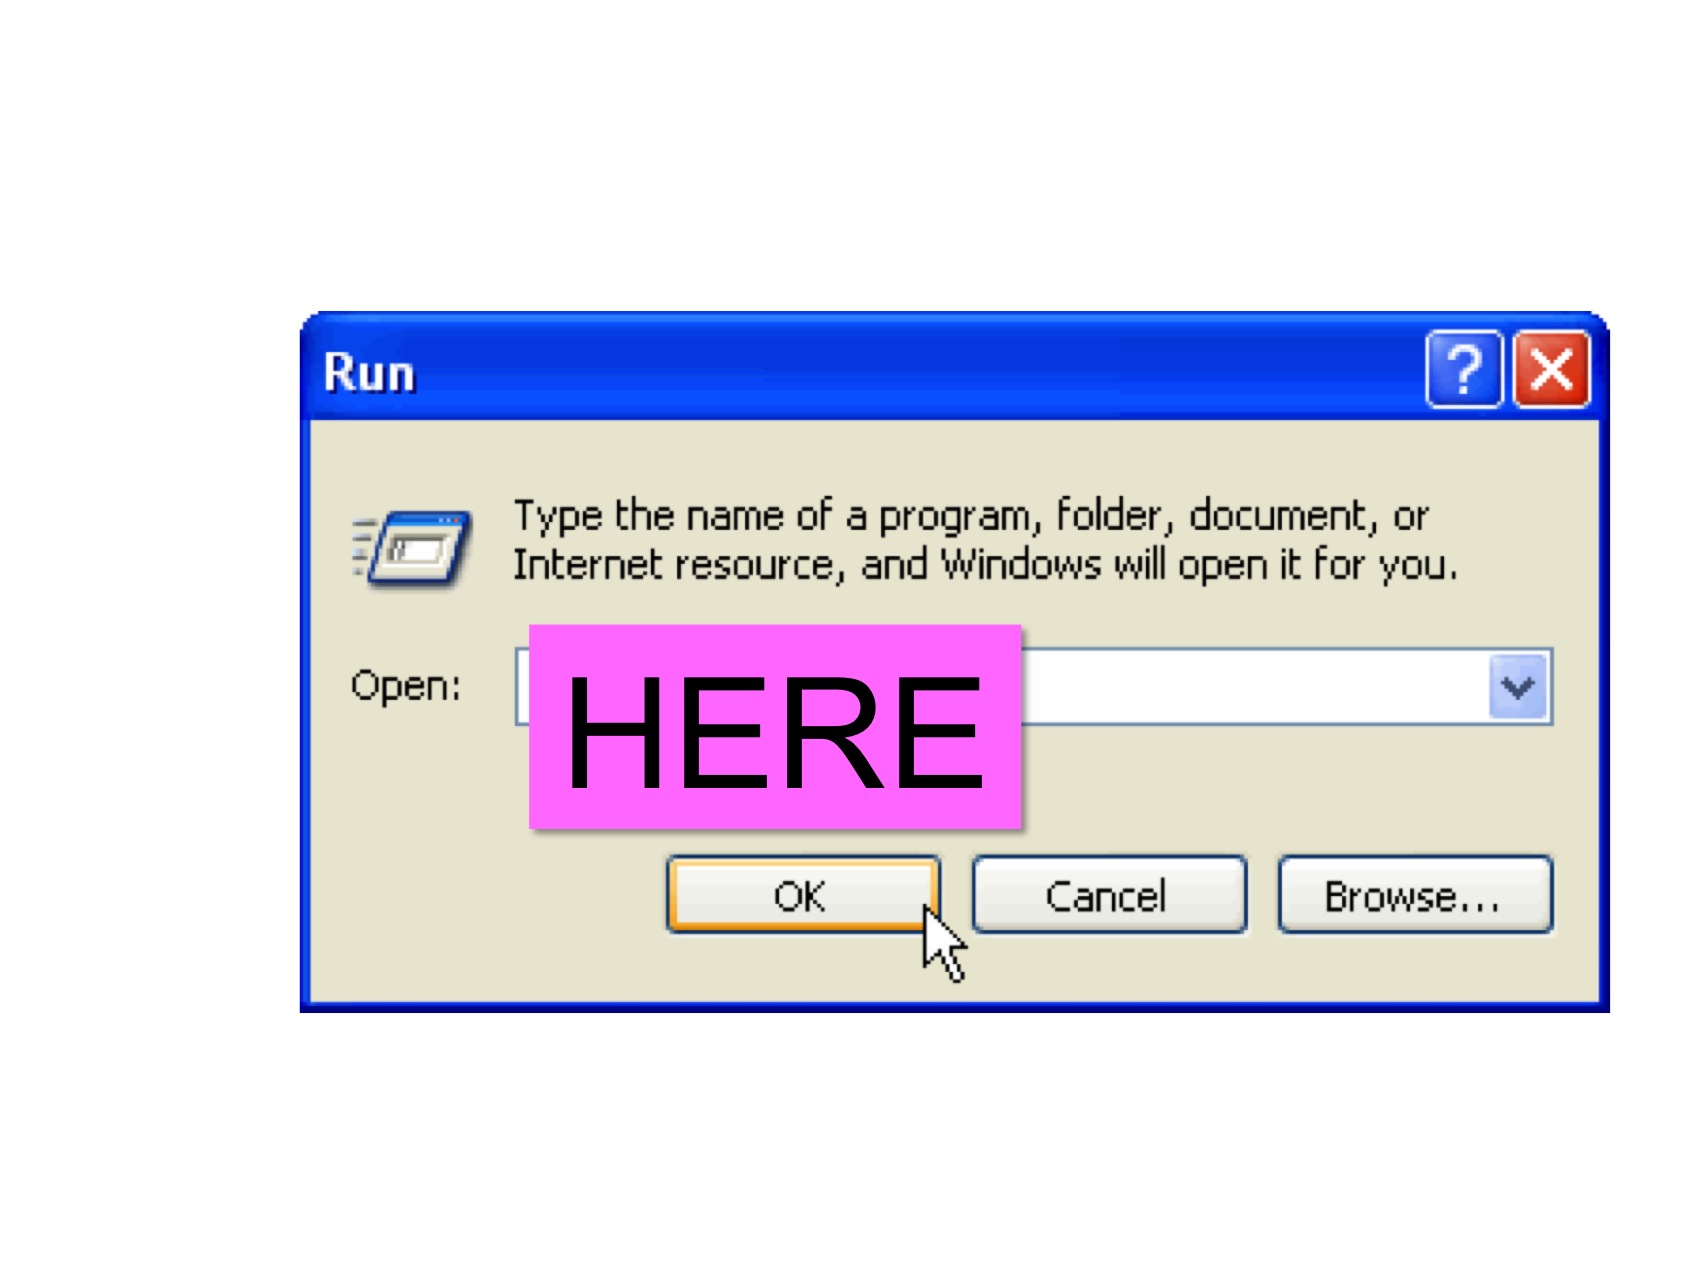 Run
Type the name of a program, folder, document, or
Internet resource, and Windows will open it for you.
Open:
HERE
OK Cancel Browse...